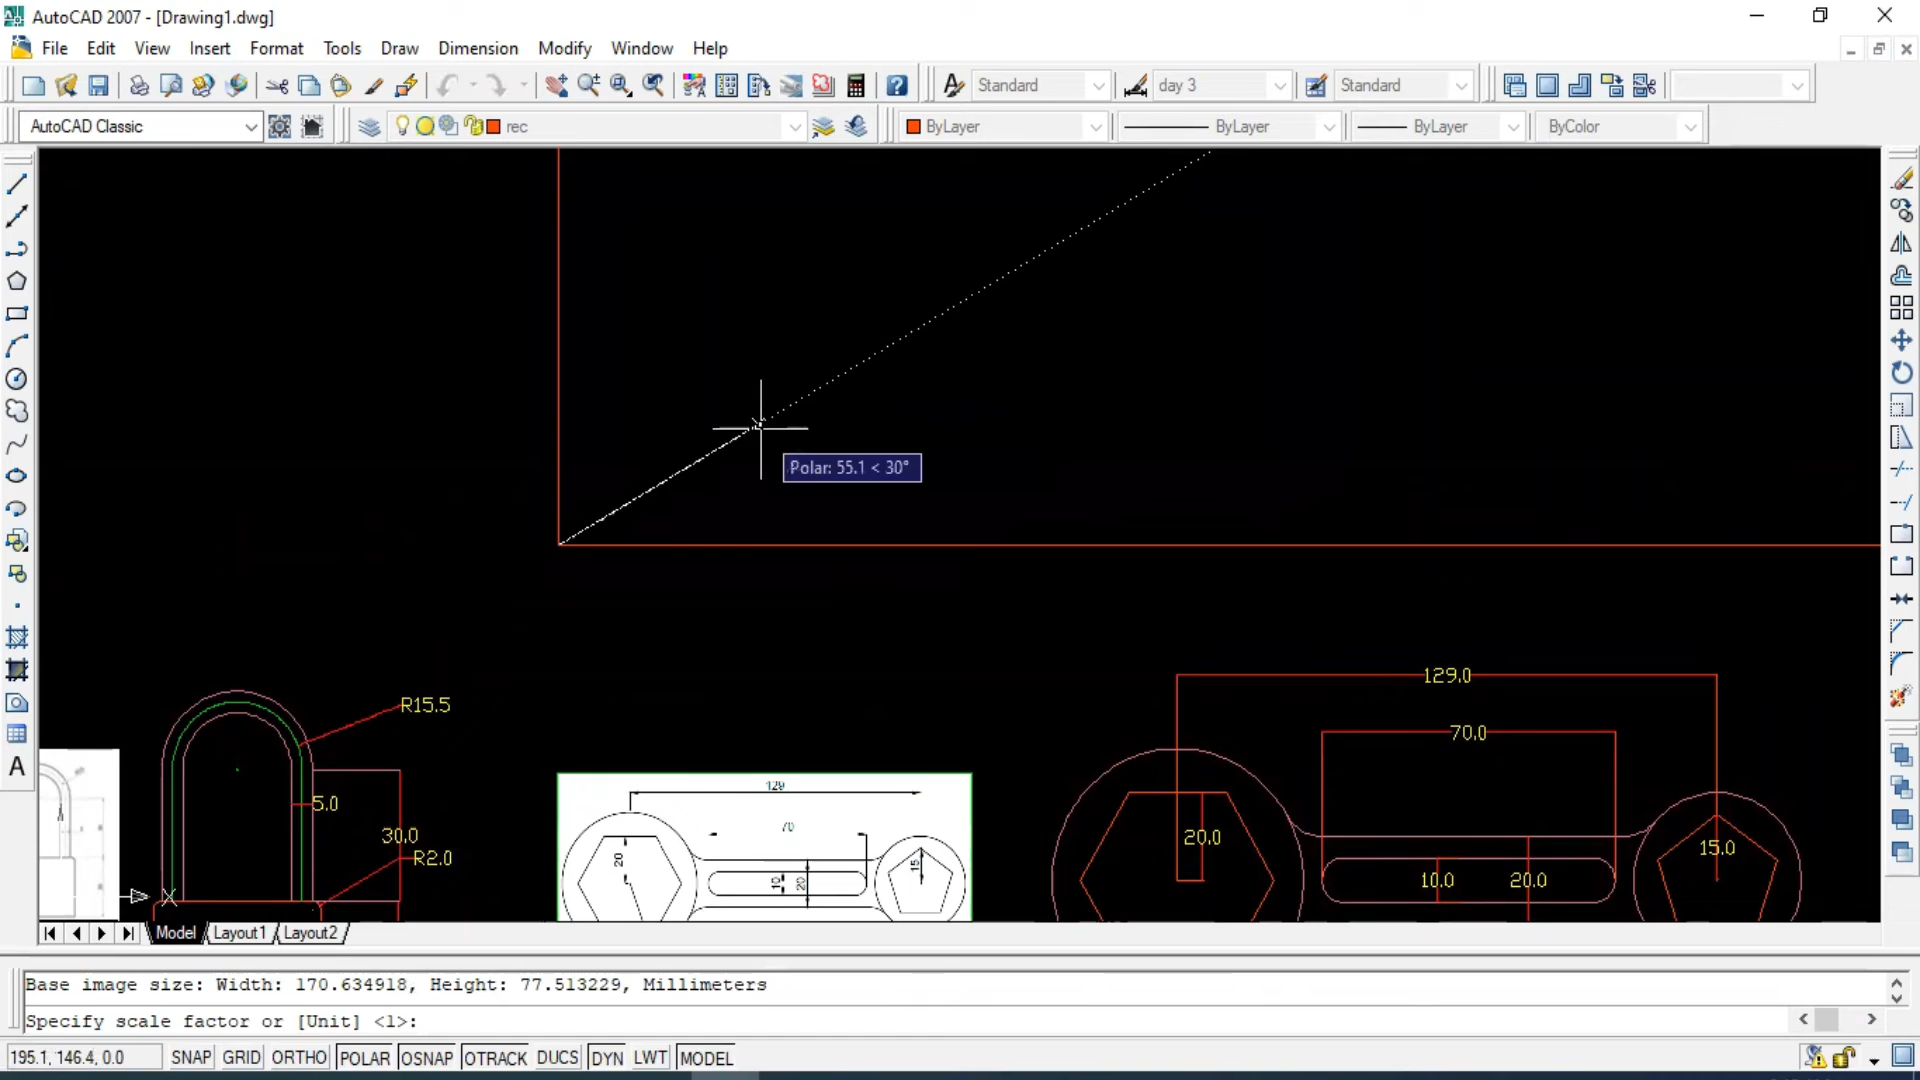 AutoCAD 2007 - [Drawing1.dwg]
File Edit View Insert Format Tools Draw Dimension Modify Window Help
Standard day 3 Standard
AutoCAD Classic rec ByLayer ByLayer ByLayer ByColor
Polar: 55.1 < 30°
129.0
R15.5
70.0
129
5.0
70
30.0
20.0
15.0
R2.0
20
15
10
20
10.0
20.0
X
Model Layout1 Layout2
Base image size: Width: 170.634918, Height: 77.513229, Millimeters
Specify scale factor or [Unit] <1>:
195.1, 146.4, 0.0 SNAP GRID ORTHO POLAR OSNAP OTRACK DUCS DYN LWT MODEL